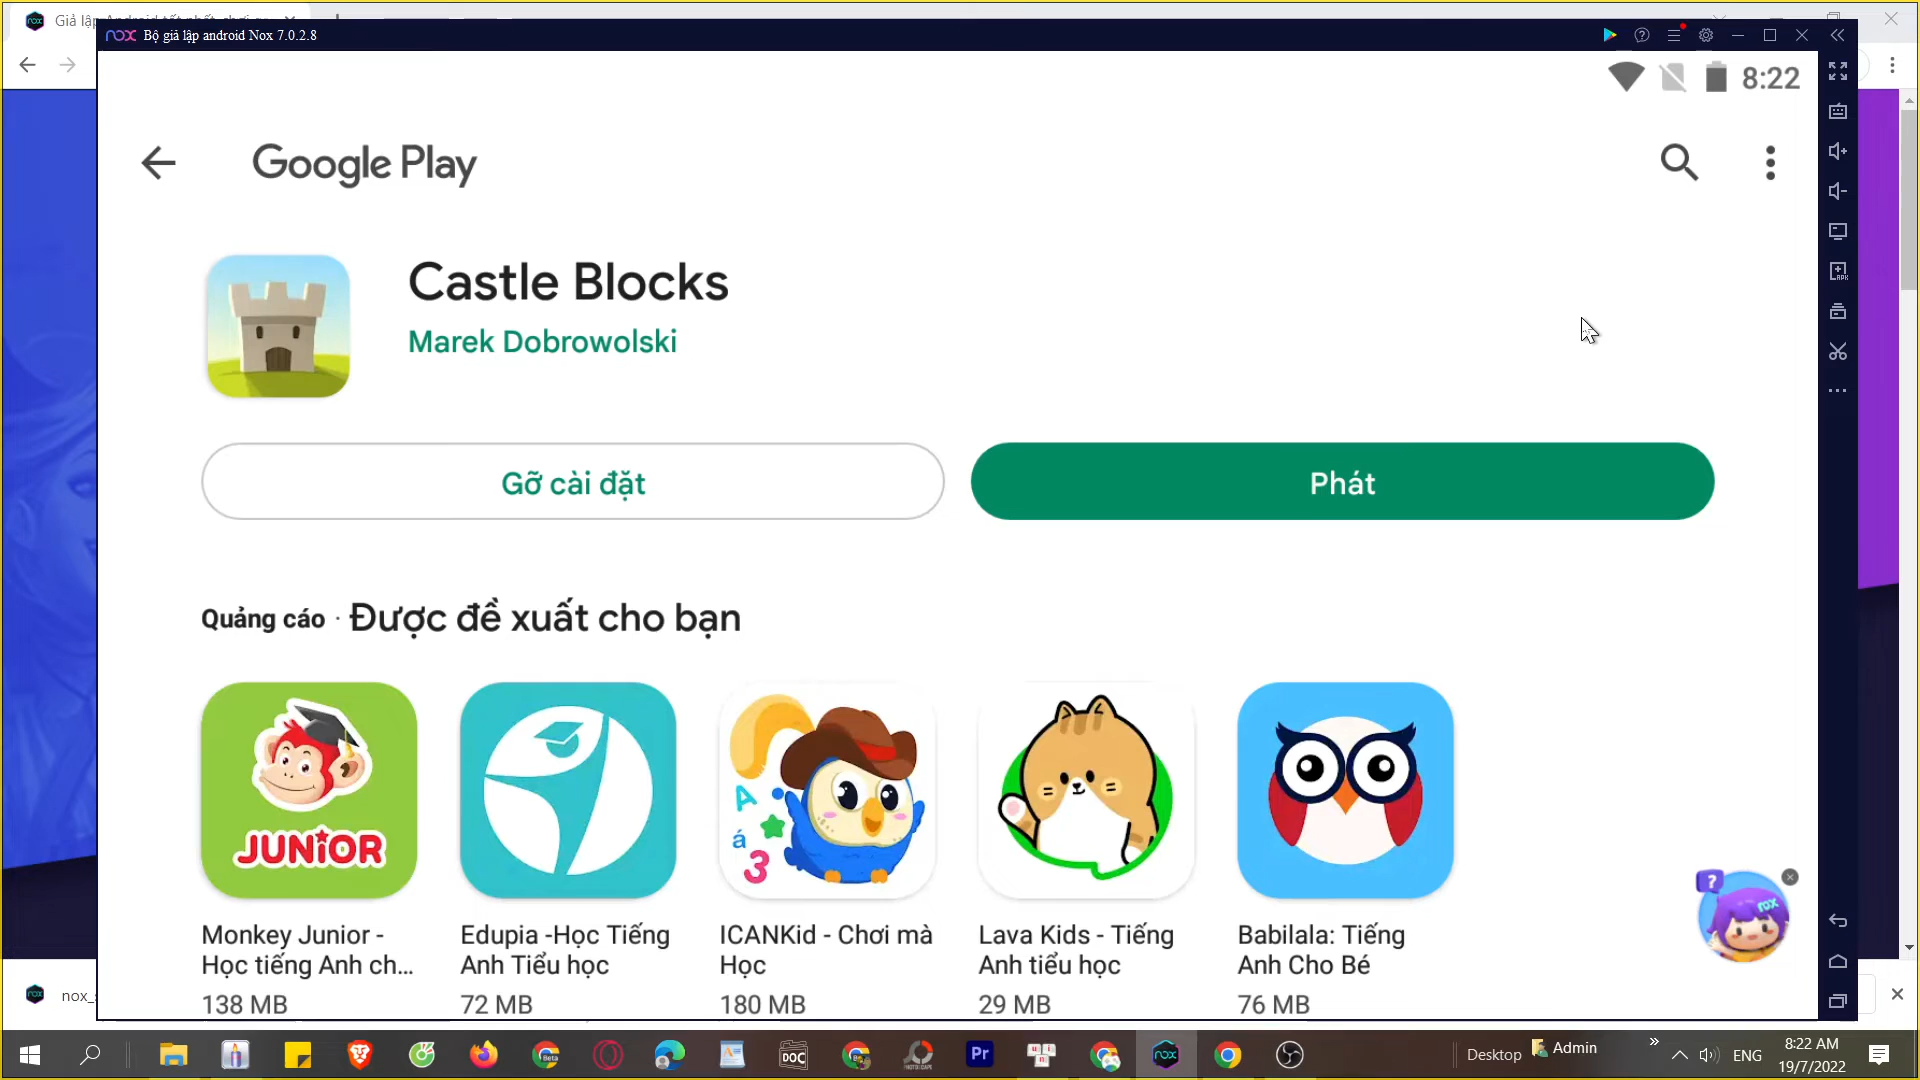 Bộ giả lập android Nox 7.0.2.8
8:22
Google Play
Castle Blocks
Marek Dobrowolski
Gỡ cài đặt
Phát
Quảng cáo · Được đề xuất cho bạn
JUNIOR
Monkey Junior -
Học tiếng Anh ch...
138 MB
Edupia -Học Tiếng
Anh Tiểu học
72 MB
ICANKid - Chơi mà
Học
180 MB
Lava Kids - Tiếng
Anh tiểu học
29 MB
Babilala: Tiếng
Anh Cho Bé
76 MB
nox
Desktop
Admin
ENG
8:22 AM
19/7/2022